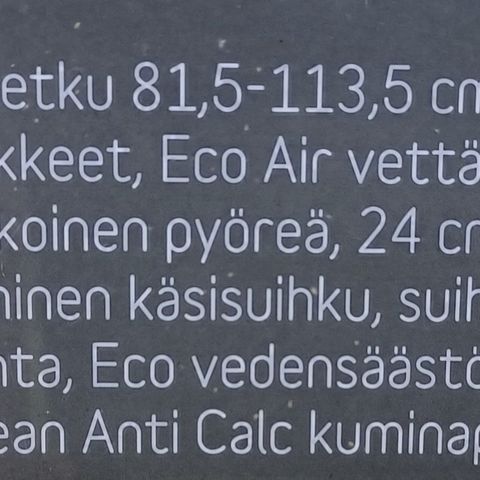 etku 81,5-113,5 cm
kkeet, Eco Air vettä
koinen pyöreä, 24 cm
ninen käsisuihku, suih
nta, Eco vedensäästö
ean Anti Calc kuminap